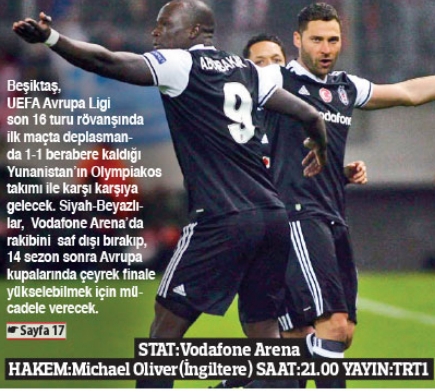 Beşiktaş,
UEFA Avrupa Ligi
son 16 turu rövanşında
ilk maçta deplasman-
da 1-1 berabere kaldığı
Yunanistan'ın Olympiakos
takımı ile karşı karşıya
gelecek. Siyah-Beyazlı-
lar, Vodafone Arena'da
rakibini saf dışı bırakıp,
14 sezon sonra Avrupa
kupalarında çeyrek finale
yükselebilmek için mü-
cadele verecek.
☛ Sayfa 17
ABOUBAKAR
9
vodafone
STAT:Vodafone Arena
HAKEM:Michael Oliver(İngiltere) SAAT:21.00 YAYIN:TRT1